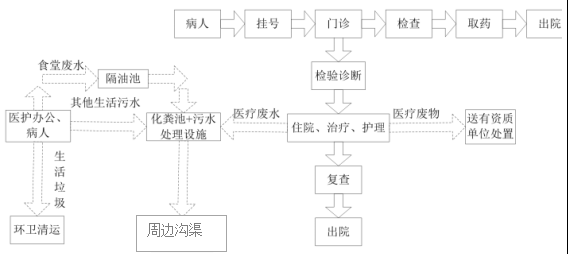 病人
挂号
门诊
检查
取药
出院
食堂废水
隔油池
检验诊断
其他生活污水
医护办公、
病人
化粪池+污水
处理设施
医疗废水
住院、治疗、护理
医疗废物
送有资质
单位处置
生活垃圾
复查
环卫清运
周边沟渠
出院